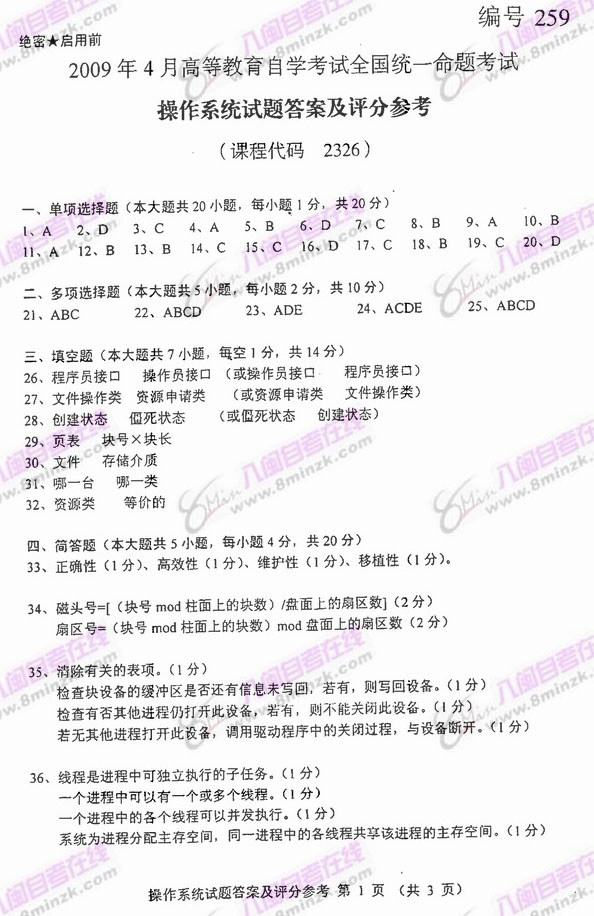 编号 259
绝密★启用前
2009 年 4 月高等教育自学考试全国统一命题考试
操作系统试题答案及评分参考
（课程代码 2326）
一、单项选择题（本大题共 20 小题，每小题 1 分，共 20 分）
1、A 2、D 3、C 4、A 5、B 6、D 7、C 8、B 9、A 10、B
11、A 12、B 13、B 14、C 15、C 16、D 17、C 18、B 19、C 20、D
二、多项选择题（本大题共 5 小题，每小题 2 分，共 10 分）
21、ABC 22、ABCD 23、ADE 24、ACDE 25、ABCD
三、填空题（本大题共 7 小题，每空 1 分，共 14 分）
26、程序员接口 操作员接口 （或操作员接口 程序员接口）
27、文件操作类 资源申请类 （或资源申请类 文件操作类）
28、创建状态 僵死状态 （或僵死状态 创建状态）
29、页表 块号×块长
30、文件 存储介质
31、哪一台 哪一类
32、资源类 等价的
四、简答题（本大题共 5 小题，每小题 4 分，共 20 分）
33、正确性（1 分）、高效性（1 分）、维护性（1 分）、移植性（1 分）。
34、磁头号=[（块号 mod 柱面上的块数）/盘面上的扇区数]（2 分）
扇区号=（块号 mod 柱面上的块数）mod 盘面上的扇区数（2 分）
35、消除有关的表项。（1 分）
检查块设备的缓冲区是否还有信息未写回，若有，则写回设备。（1 分）
检查有否其他进程仍打开此设备，若有，则不能关闭此设备。（1 分）
若无其他进程打开此设备，调用驱动程序中的关闭过程，与设备断开。（1 分）
36、线程是进程中可独立执行的子任务。（1 分）
一个进程中可以有一个或多个线程。（1 分）
一个进程中的各个线程可以并发执行。（1 分）
系统为进程分配主存空间，同一进程中的各线程共享该进程的主存空间。（1 分）
操作系统试题答案及评分参考 第 1 页 （共 3 页）
八闽自考在线
www.8minzk.com